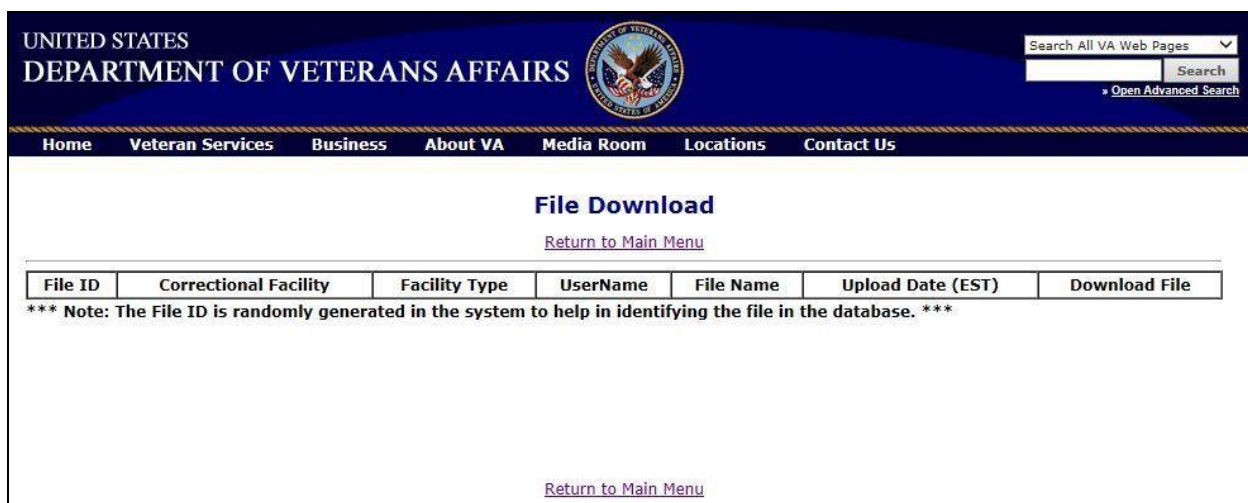 UNITED STATES
DEPARTMENT OF VETERANS AFFAIRS
Search All VA Web Pages
Search
» Open Advanced Search
Home Veteran Services Business About VA Media Room Locations Contact Us
File Download
Return to Main Menu
File ID Correctional Facility Facility Type UserName File Name Upload Date (EST) Download File
*** Note: The File ID is randomly generated in the system to help in identifying the file in the database. ***
Return to Main Menu